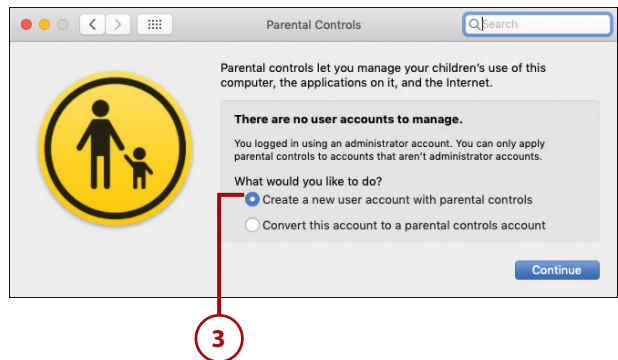 Parental Controls
Search
Parental controls let you manage your children's use of this
computer, the applications on it, and the Internet.
There are no user accounts to manage.
You logged in using an administrator account. You can only apply
parental controls to accounts that aren't administrator accounts.
What would you like to do?
Create a new user account with parental controls
Convert this account to a parental controls account
Continue
3